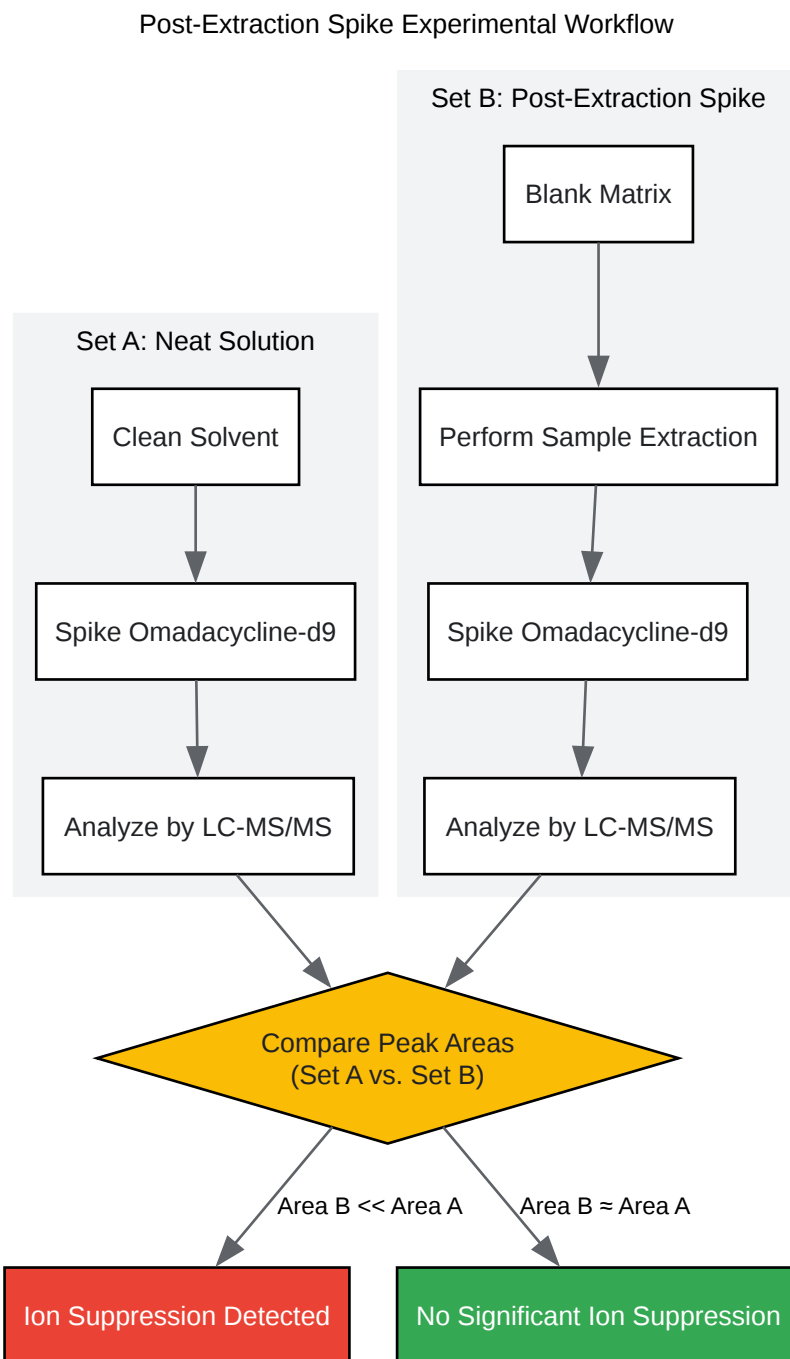 Post-Extraction Spike Experimental Workflow
Set B: Post-Extraction Spike
Blank Matrix
Set A: Neat Solution
Clean Solvent
Perform Sample Extraction
Spike Omadacycline-d9
Spike Omadacycline-d9
Analyze by LC-MS/MS
Analyze by LC-MS/MS
Compare Peak Areas
(Set A vs. Set B)
Area B << Area A
Area B ≈ Area A
Ion Suppression Detected
No Significant Ion Suppression